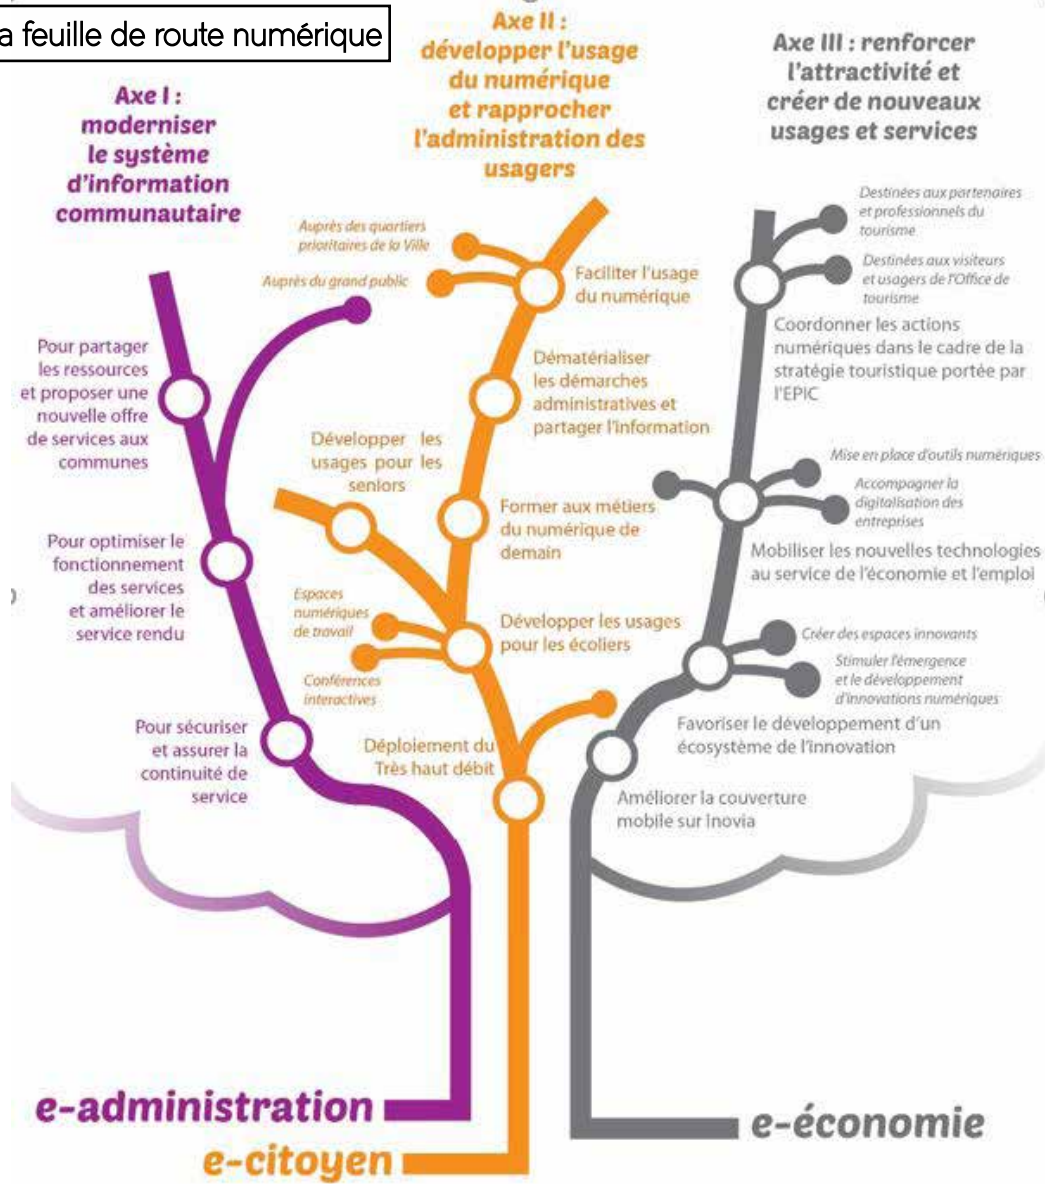 a feuille de route numérique
Axe I :
moderniser
le système
d'information
communautaire
Pour partager
les ressources
et proposer une
nouvelle offre
de services aux
communes
Pour optimiser le
fonctionnement
des services
et améliorer le
service rendu
Pour sécuriser
et assurer la
continuité de
service
e-administration
Axe II :
développer l'usage
du numérique
et rapprocher
l'administration des
usagers
Auprès des quartiers
prioritaires de la Ville
Auprès du grand public
Faciliter l'usage
du numérique
Dématérialiser
les démarches
administratives et
partager l'information
Développer les
usages pour les
seniors
Former aux métiers
du numérique de
demain
Espaces
numériques
de travail
Conférences
interactives
Développer les usages
pour les écoliers
Déploiement du
Très haut débit
e-citoyen
Axe III : renforcer
l'attractivité et
créer de nouveaux
usages et services
Destinées aux partenaires
et professionnels du
tourisme
Destinées aux visiteurs
et usagers de l'Office de
tourisme
Coordonner les actions
numériques dans le cadre de la
stratégie touristique portée par
l'EPIC
Mise en place d'outils numériques
Accompagner la
digitalisation des
entreprises
Mobiliser les nouvelles technologies
au service de l'économie et l'emploi
Créer des espaces innovants
Stimuler l'émergence
et le développement
d'innovations numériques
Favoriser le développement d'un
écosystème de l'innovation
Améliorer la couverture
mobile sur Inovia
e-économie